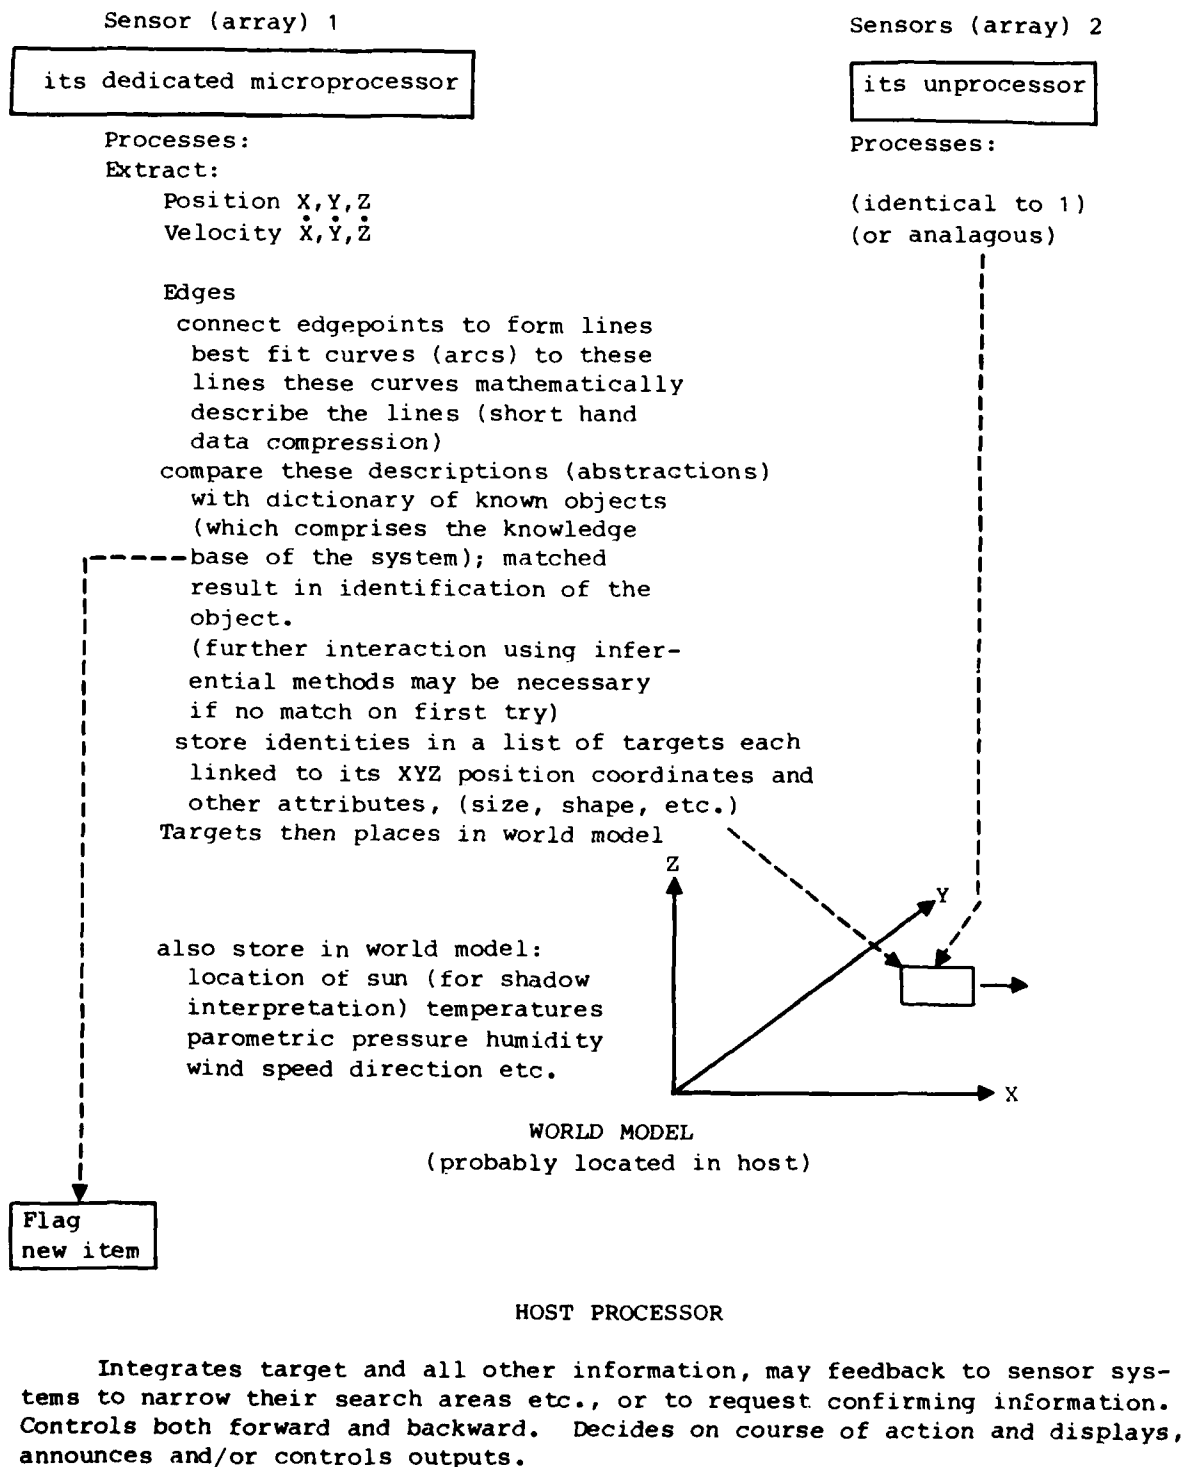 Sensor (array) 1
its dedicated microprocessor
Processes:
Extract:
Position X,Y,Z
Velocity Ẋ,Ẏ,Ż
Edges
connect edgepoints to form lines
best fit curves (arcs) to these
lines these curves mathematically
describe the lines (short hand
data compression)
compare these descriptions (abstractions)
with dictionary of known objects
(which comprises the knowledge
base of the system); matched
result in identification of the
object.
(further interaction using infer-
ential methods may be necessary
if no match on first try)
store identities in a list of targets each
linked to its XYZ position coordinates and
other attributes, (size, shape, etc.)
Targets then places in world model
also store in world model:
location of sun (for shadow
interpretation) temperatures
parometric pressure humidity
wind speed direction etc.
Sensors (array) 2
its unprocessor
Processes:
(identical to 1)
(or analagous)
Z
Y
X
WORLD MODEL
(probably located in host)
Flag
new item
HOST PROCESSOR
Integrates target and all other information, may feedback to sensor sys-
tems to narrow their search areas etc., or to request confirming information.
Controls both forward and backward. Decides on course of action and displays,
announces and/or controls outputs.